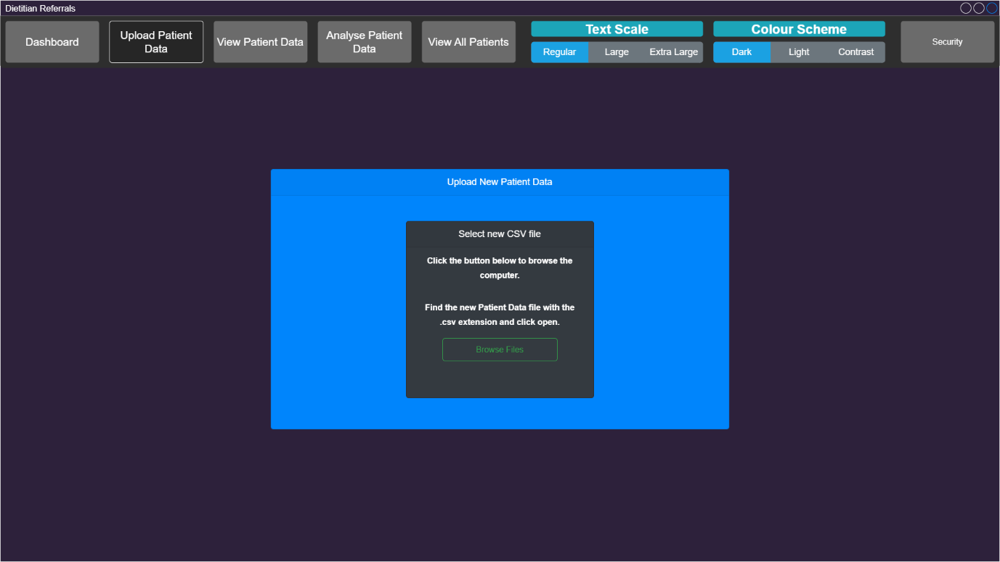 Dietitian Referrals
Dashboard
Upload Patient
Data
View Patient Data
Analyse Patient
Data
View All Patients
Text Scale
Regular
Large
Extra Large
Colour Scheme
Dark
Light
Contrast
Security
Upload New Patient Data
Select new CSV file
Click the button below to browse the
computer.
Find the new Patient Data file with the
.csv extension and click open.
Browse Files